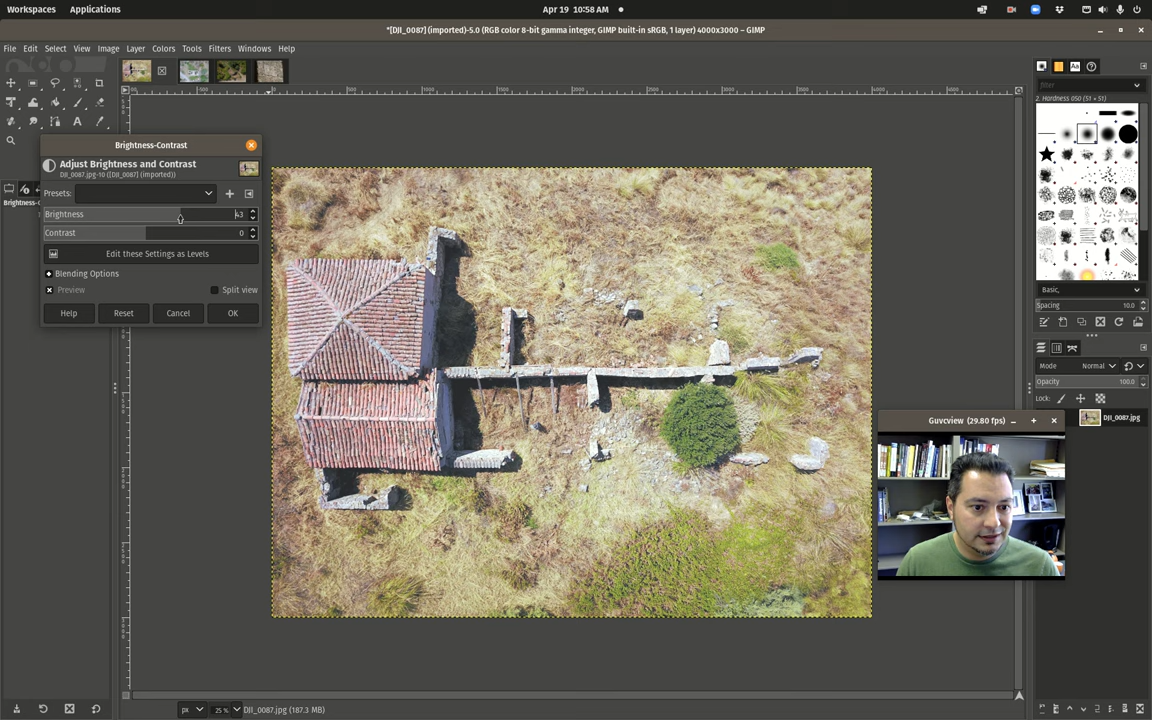 Workspaces Applications Apr 19 10:58 AM
*[DJI_0087] (imported)-5.0 (RGB color 8-bit gamma integer, GIMP built-in sRGB, 1 layer) 4000x3000 – GIMP
File Edit Select View Image Layer Colors Tools Filters Windows Help
filter
2. Hardness 050 (51 × 51)
Brightness-Contrast
Adjust Brightness and Contrast
DJI_0087.jpg-10 ([DJI_0087] (imported))
Presets:
Brightness 43
Contrast 0
Edit these Settings as Levels
Blending Options
Preview Split view
Help Reset Cancel OK
Basic,
Spacing 10.0
Mode Normal
Opacity 100.0
Lock:
DJI_0087.jpg
Guvcview (29.80 fps)
px 25 % DJI_0087.jpg (187.3 MB)